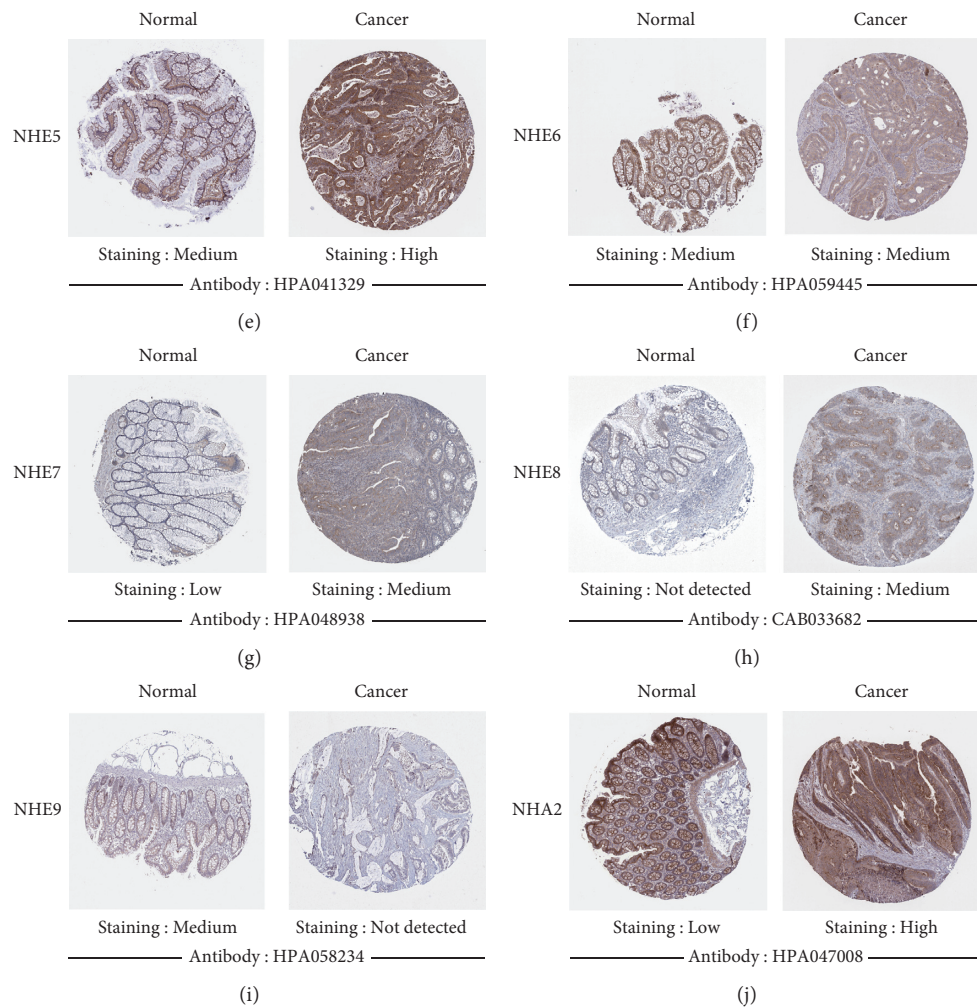 Normal Cancer
NHE5
Staining : Medium Staining : High
Antibody : HPA041329
(e)
Normal Cancer
NHE6
Staining : Medium Staining : Medium
Antibody : HPA059445
(f)
Normal Cancer
NHE7
Staining : Low Staining : Medium
Antibody : HPA048938
(g)
Normal Cancer
NHE8
Staining : Not detected Staining : Medium
Antibody : CAB033682
(h)
Normal Cancer
NHE9
Staining : Medium Staining : Not detected
Antibody : HPA058234
(i)
Normal Cancer
NHA2
Staining : Low Staining : High
Antibody : HPA047008
(j)